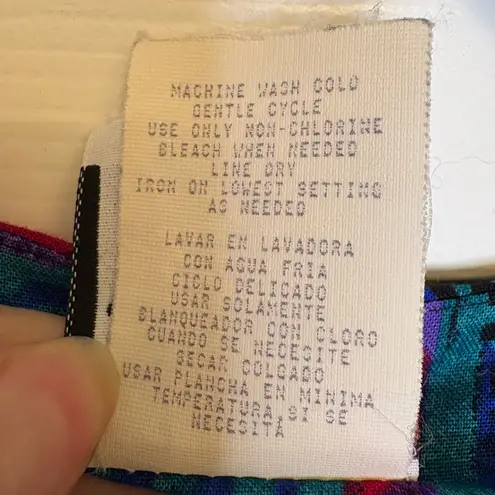 MACHINE WASH COLD
GENTLE CYCLE
USE ONLY NON-CHLORINE
BLEACH WHEN NEEDED
LINE DRY
IRON ON LOWEST SETTING
AS NEEDED
LAVAR EN LAVADORA
CON AGUA FRIA
CICLO DELICADO
USAR SOLAMENTE
BLANQUEADOR CON CLORO
CUANDO SE NECESITE
SECAR COLGADO
USAR PLANCHA EN MINIMA
TEMPERATURA SI SE
NECESITA